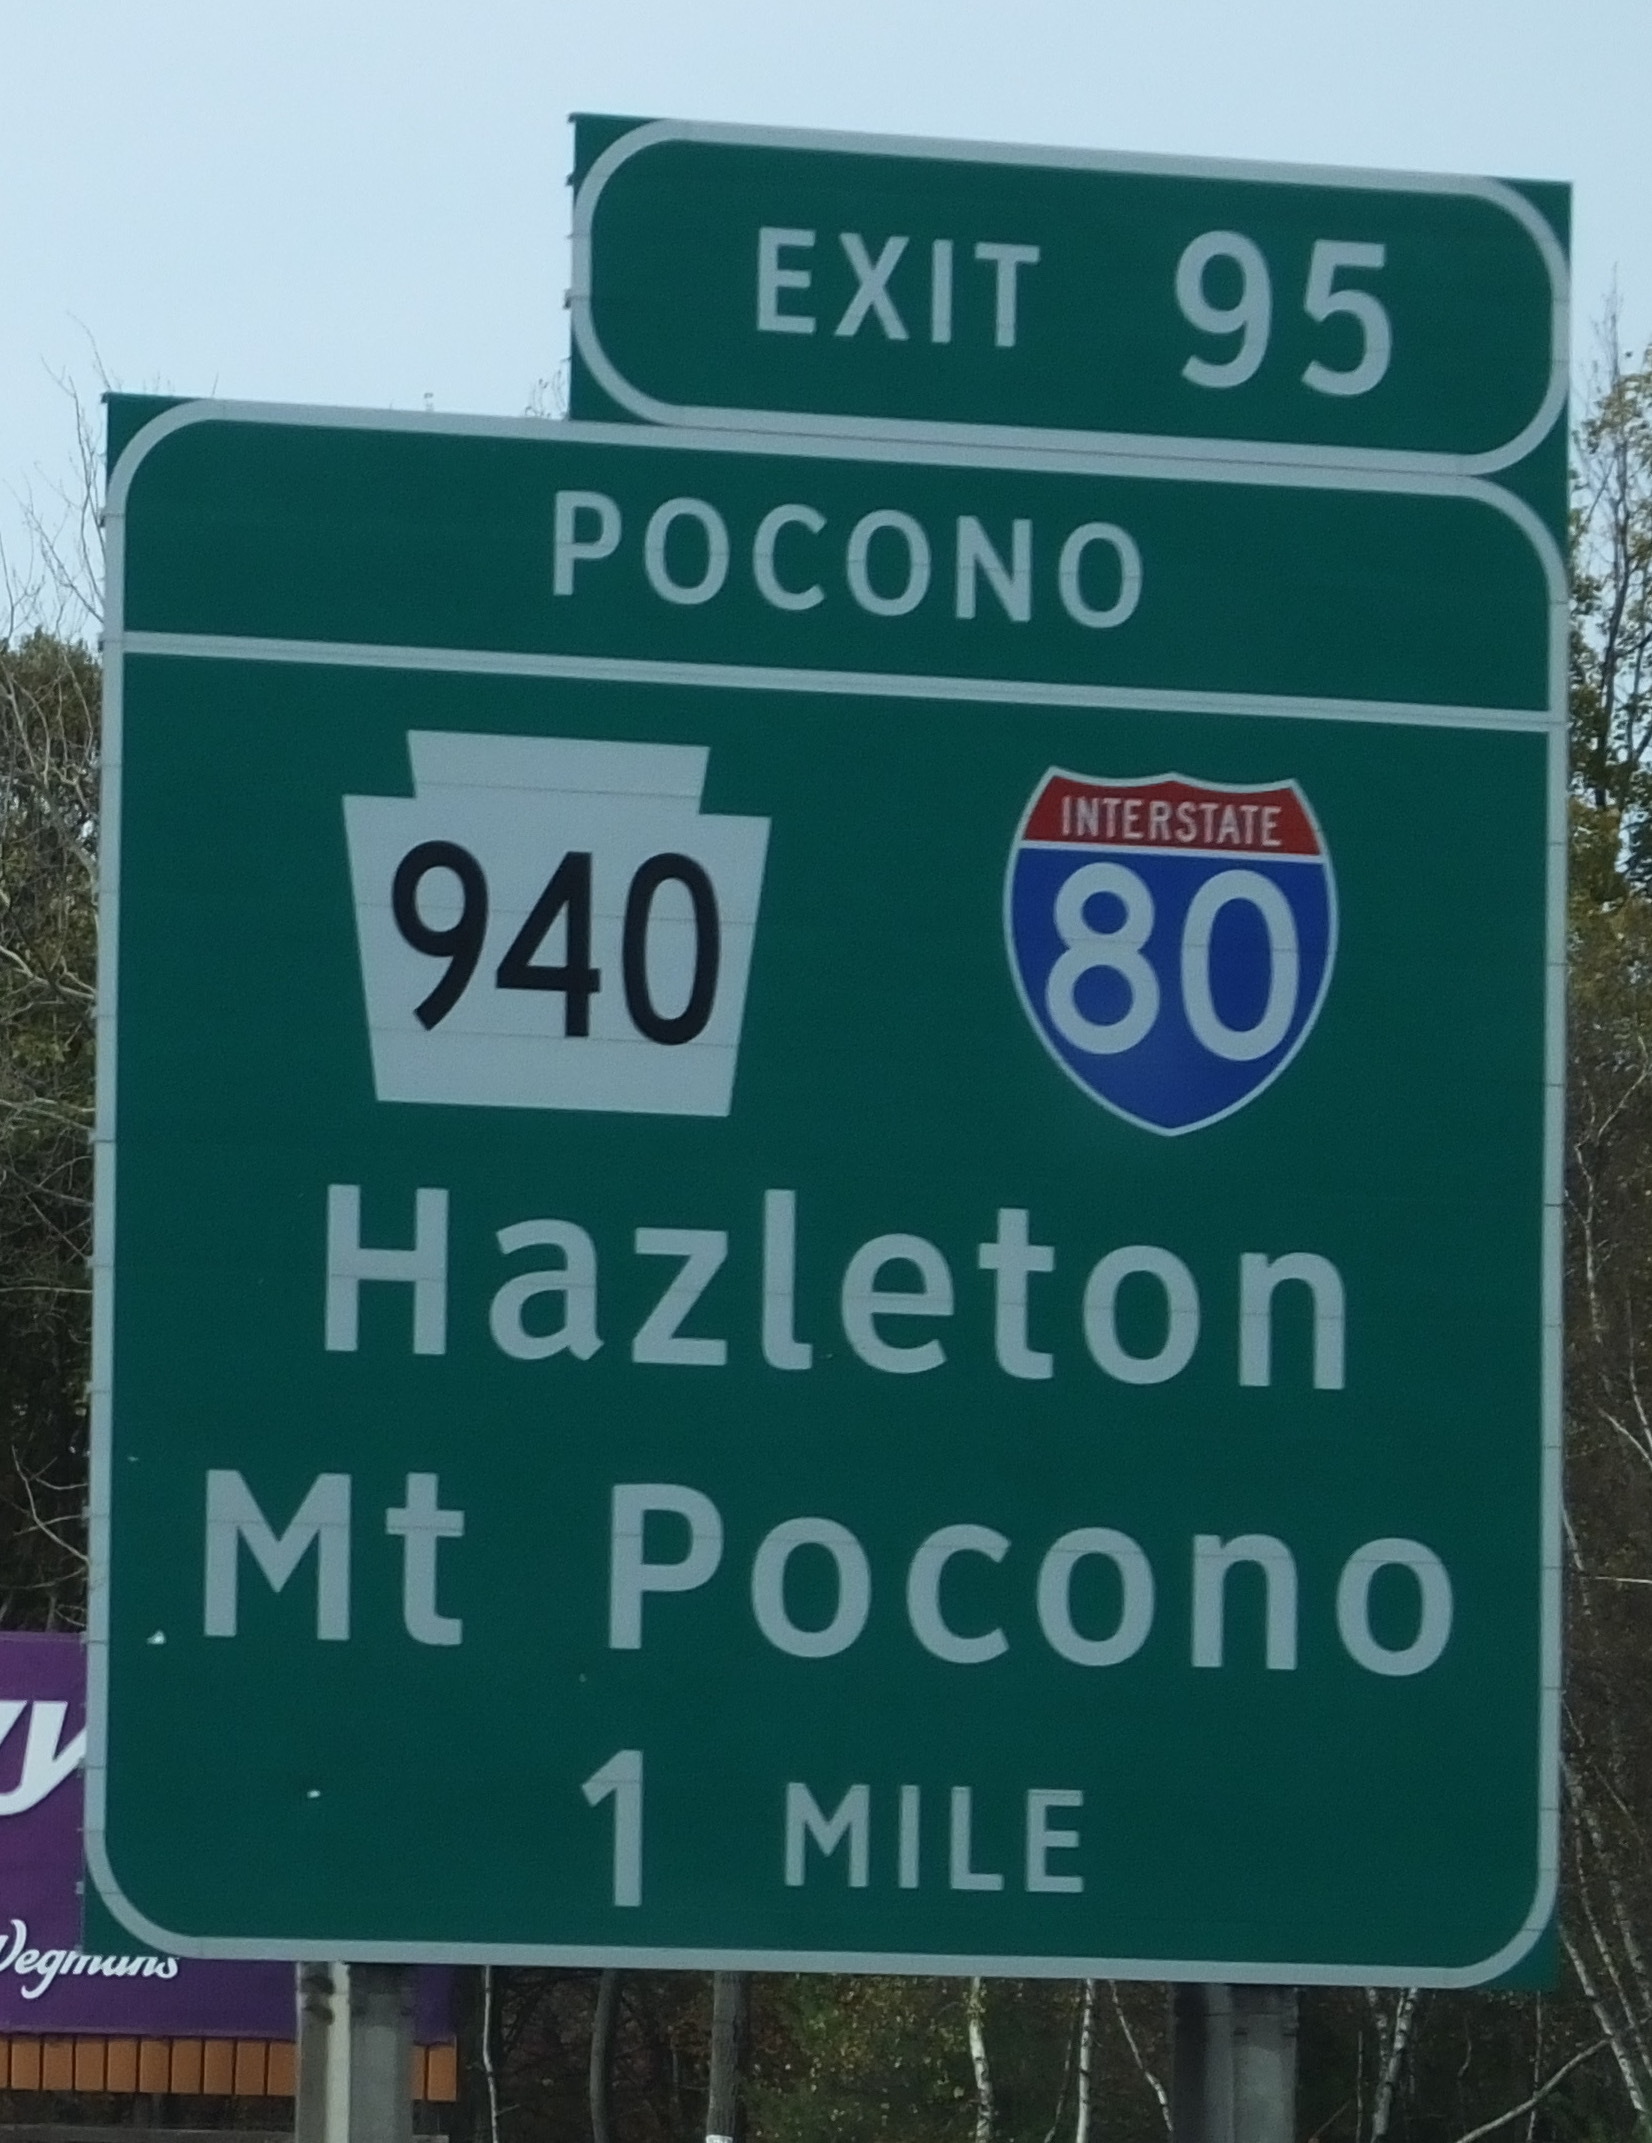 EXIT 95
POCONO
940
INTERSTATE
80
Hazleton
Mt Pocono
1 MILE
Wegmans